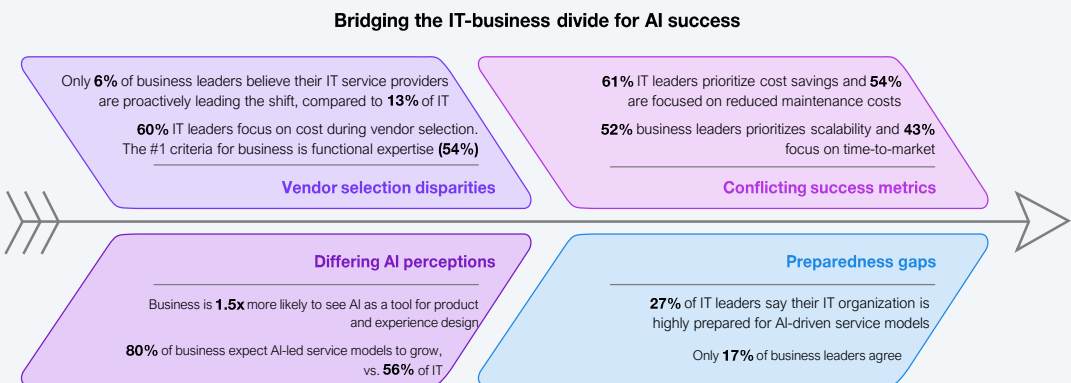 Bridging the IT-business divide for AI success
Only 6% of business leaders believe their IT service providers
are proactively leading the shift, compared to 13% of IT
60% IT leaders focus on cost during vendor selection.
The #1 criteria for business is functional expertise (54%)
Vendor selection disparities
61% IT leaders prioritize cost savings and 54%
are focused on reduced maintenance costs
52% business leaders prioritizes scalability and 43%
focus on time-to-market
Conflicting success metrics
Differing AI perceptions
Business is 1.5x more likely to see AI as a tool for product
and experience design
80% of business expect AI-led service models to grow,
vs. 56% of IT
Preparedness gaps
27% of IT leaders say their IT organization is
highly prepared for AI-driven service models
Only 17% of business leaders agree